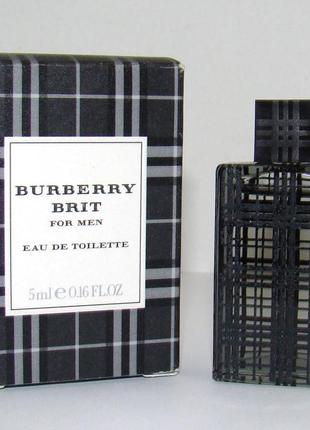 BURBERRY
BRIT
FOR MEN
EAU DE TOILETTE
5ml e 0.16 FL.OZ